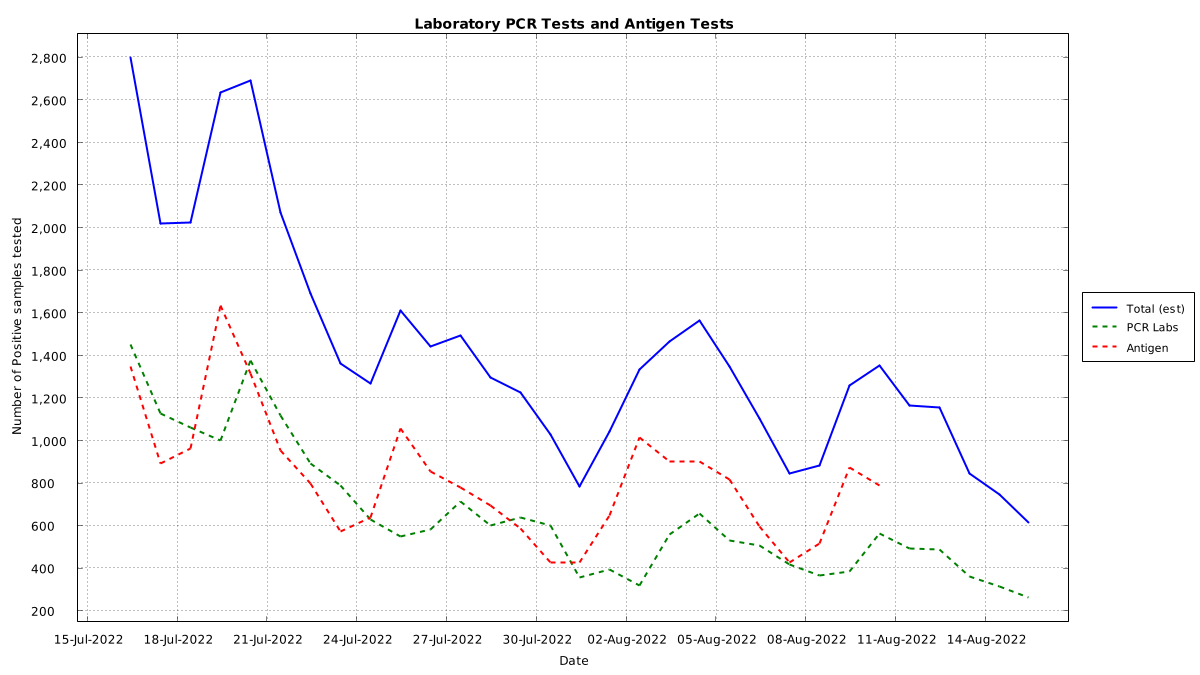 Laboratory PCR Tests and Antigen Tests
Number of Positive samples tested
2,800
2,600
2,400
2,200
2,000
1,800
1,600
1,400
1,200
1,000
800
600
400
200
15-Jul-2022 18-Jul-2022 21-Jul-2022 24-Jul-2022 27-Jul-2022 30-Jul-2022 02-Aug-2022 05-Aug-2022 08-Aug-2022 11-Aug-2022 14-Aug-2022
Date
Total (est)
PCR Labs
Antigen